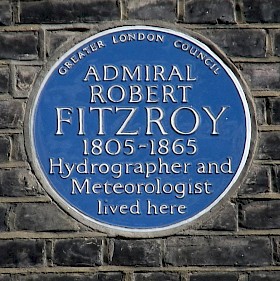 GREATER LONDON COUNCIL
ADMIRAL
ROBERT
FITZROY
1805-1865
Hydrographer and
Meteorologist
lived here